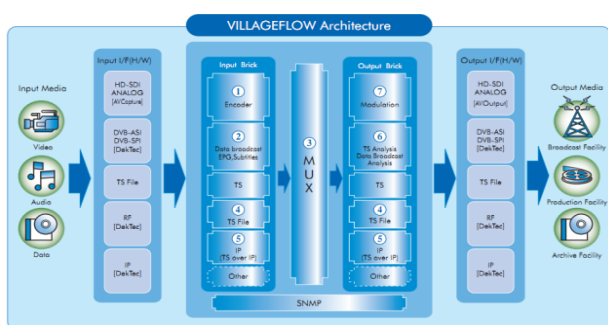 VILLAGEFLOW Architecture
Input Media
Video
Audio
Data
Input I/F(H/W)
HD-SDI
ANALOG
[AVCapture]
DVB-ASI
DVB-SPI
[DekTec]
TS File
RF
[DekTec]
IP
[DekTec]
Input Brick
1
Encoder
2
Data broadcast
EPG,Subtitles
TS
4
TS File
5
IP
(TS over IP)
Other
3
MUX
Output Brick
7
Modulation
6
TS Analysis
Data Broadcast
Analysis
TS
4
TS File
5
IP
(TS over IP)
Other
SNMP
Output I/F(H/W)
HD-SDI
ANALOG
[AVOutput]
DVB-ASI
DVB-SPI
[DekTec]
TS File
RF
[DekTec]
IP
[DekTec]
Output Media
Broadcast Facility
Production Facility
Archive Facility